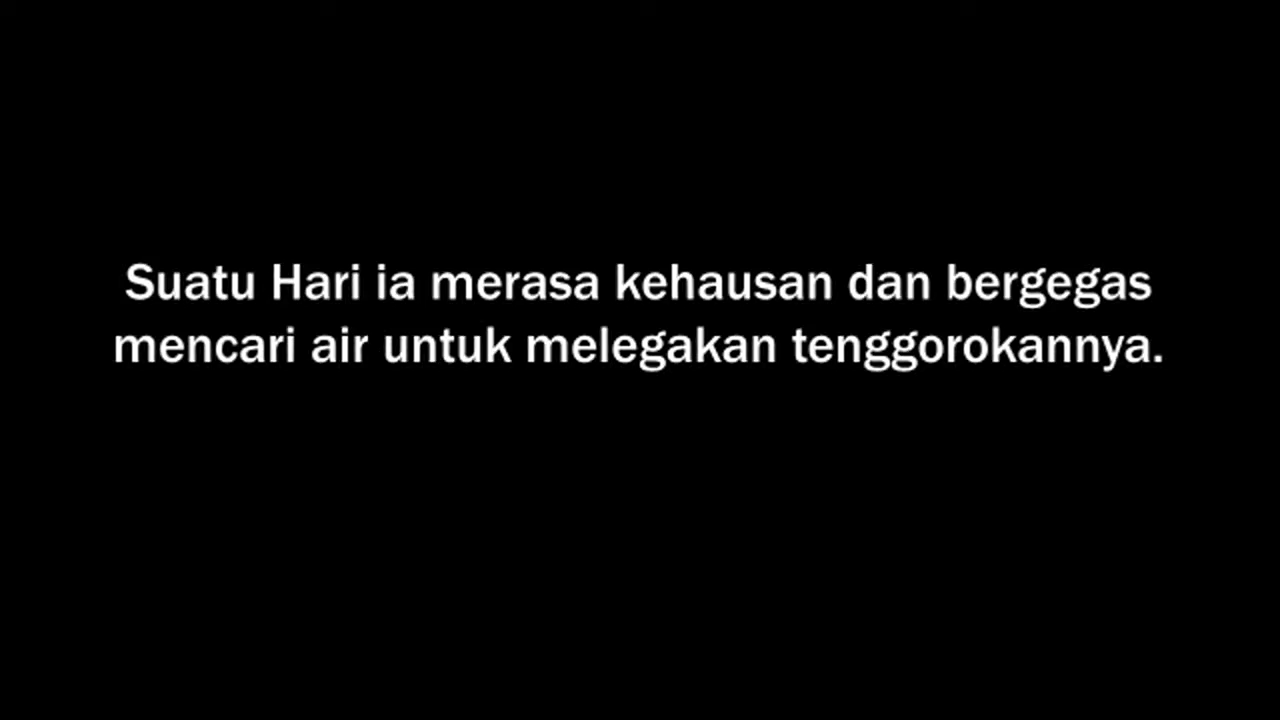 Suatu Hari ia merasa kehausan dan bergegas
mencari air untuk melegakan tenggorokannya.